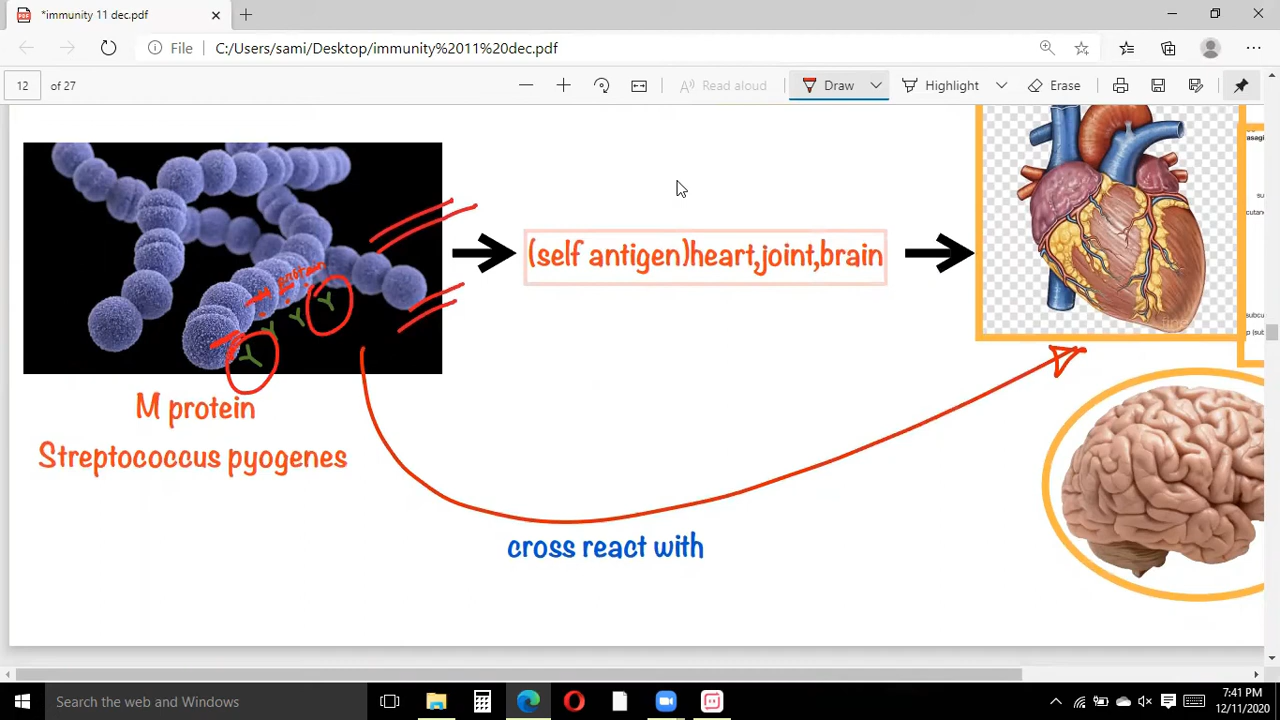 *immunity 11 dec.pdf
File C:/Users/sami/Desktop/immunity%2011%20dec.pdf
12 of 27 Read aloud Draw Highlight Erase
(self antigen)heart,joint,brain
M protein
Streptococcus pyogenes
cross react with
Search the web and Windows
7:41 PM
12/11/2020